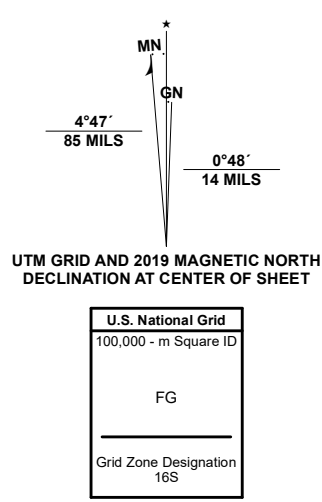 MN
GN
4°47´
85 MILS
0°48´
14 MILS
UTM GRID AND 2019 MAGNETIC NORTH
DECLINATION AT CENTER OF SHEET
U.S. National Grid
100,000 - m Square ID
FG
Grid Zone Designation
16S